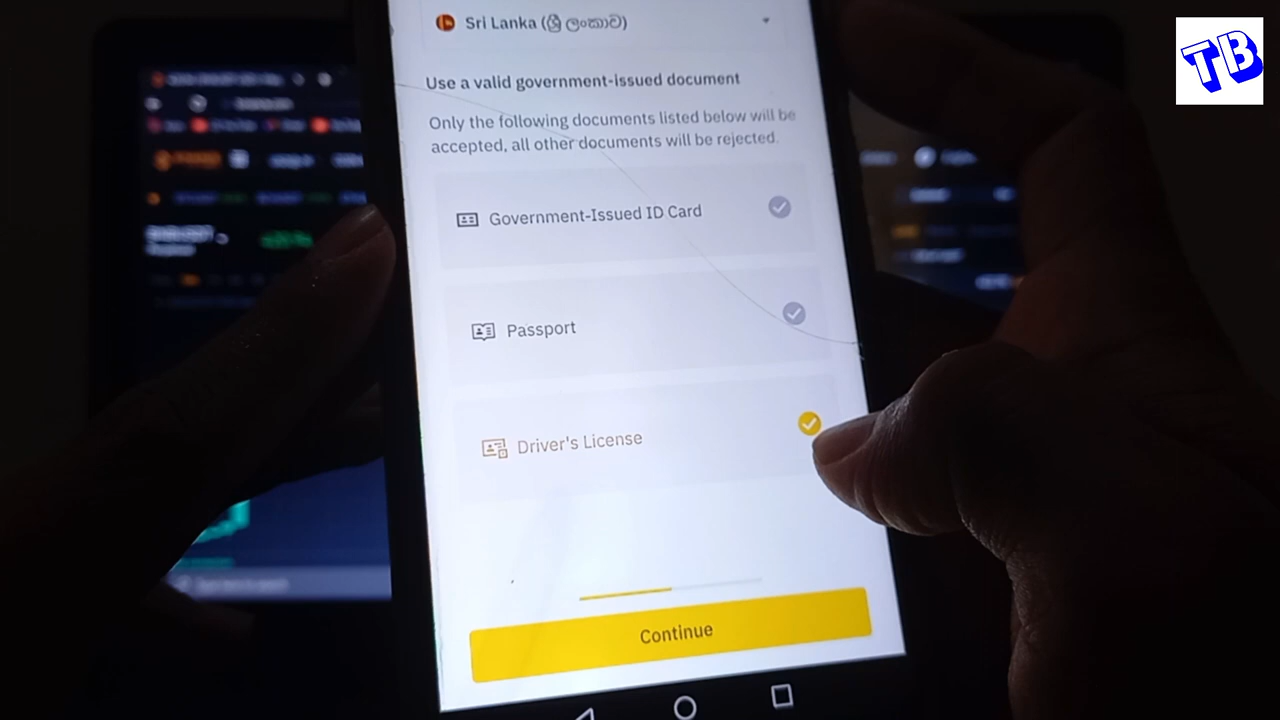 Sri Lanka (ශ්‍රී ලංකාව)
TB
Use a valid government-issued document
Only the following documents listed below will be
accepted, all other documents will be rejected.
Government-Issued ID Card
Passport
Driver's License
Continue